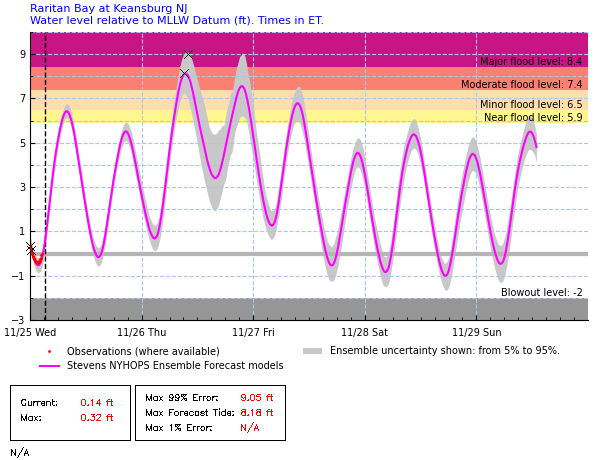 Raritan Bay at Keansburg NJ
Water level relative to MLLW Datum (ft). Times in ET.
9
Major flood level: 8.4
Moderate flood level: 7.4
7
Minor flood level: 6.5
Near flood level: 5.9
5
3
1
−1
Blowout level: -2
−3
11/25 Wed 11/26 Thu 11/27 Fri 11/28 Sat 11/29 Sun
Observations (where available) Ensemble uncertainty shown: from 5% to 95%.
Stevens NYHOPS Ensemble Forecast models
Current: 0.14 ft
Max: 0.32 ft
Max 99% Error: 9.05 ft
Max Forecast Tide: 8.18 ft
Max 1% Error: N/A
N/A